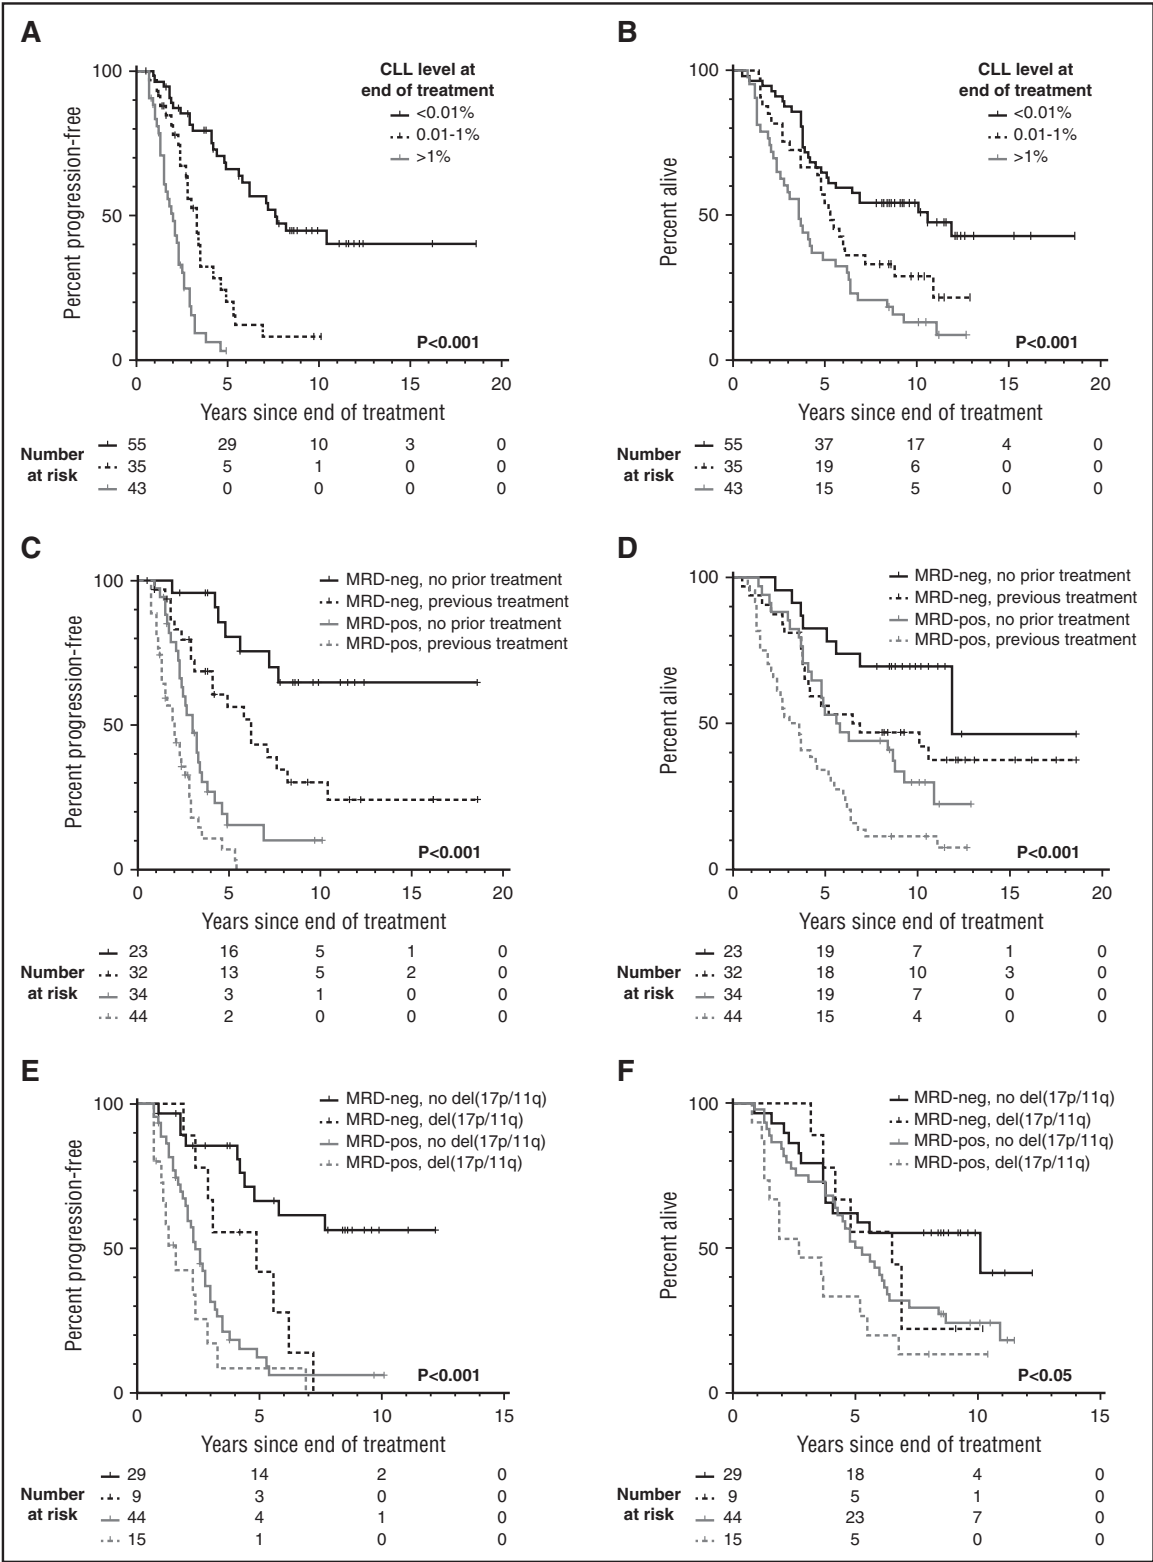 A
Percent progression-free
100
50
0
CLL level at
end of treatment
<0.01%
0.01-1%
>1%
P<0.001
0 5 10 15 20
Years since end of treatment
Number
at risk
55 29 10 3 0
35 5 1 0 0
43 0 0 0 0
B
Percent alive
100
50
0
CLL level at
end of treatment
<0.01%
0.01-1%
>1%
P<0.001
0 5 10 15 20
Years since end of treatment
Number
at risk
55 37 17 4 0
35 19 6 0 0
43 15 5 0 0
C
Percent progression-free
100
50
0
MRD-neg, no prior treatment
MRD-neg, previous treatment
MRD-pos, no prior treatment
MRD-pos, previous treatment
P<0.001
0 5 10 15 20
Years since end of treatment
Number
at risk
23 16 5 1 0
32 13 5 2 0
34 3 1 0 0
44 2 0 0 0
D
Percent alive
100
50
0
MRD-neg, no prior treatment
MRD-neg, previous treatment
MRD-pos, no prior treatment
MRD-pos, previous treatment
P<0.001
0 5 10 15 20
Years since end of treatment
Number
at risk
23 19 7 1 0
32 18 10 3 0
34 19 7 0 0
44 15 4 0 0
E
Percent progression-free
100
50
0
MRD-neg, no del(17p/11q)
MRD-neg, del(17p/11q)
MRD-pos, no del(17p/11q)
MRD-pos, del(17p/11q)
P<0.001
0 5 10 15
Years since end of treatment
Number
at risk
29 14 2 0
9 3 0 0
44 4 1 0
15 1 0 0
F
Percent alive
100
50
0
MRD-neg, no del(17p/11q)
MRD-neg, del(17p/11q)
MRD-pos, no del(17p/11q)
MRD-pos, del(17p/11q)
P<0.05
0 5 10 15
Years since end of treatment
Number
at risk
29 18 4 0
9 5 1 0
44 23 7 0
15 5 0 0